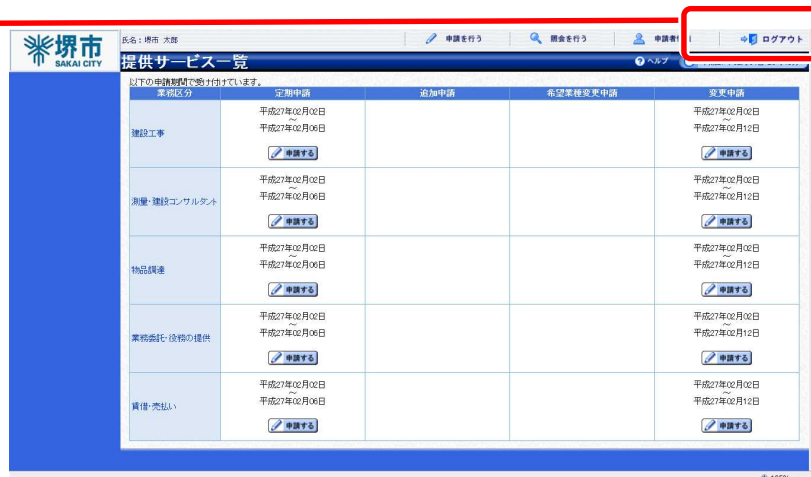 堺市
SAKAI CITY
氏名：堺市 太郎
申請を行う
照会を行う
申請者
ログアウト
提供サービス一覧
ヘルプ
以下の申請期間で受け付けています。
業務区分 定期申請 追加申請 希望業種変更申請 変更申請
建設工事
平成27年02月02日
～
平成27年02月06日
申請する
平成27年02月02日
～
平成27年02月12日
申請する
測量・建設コンサルタント
平成27年02月02日
～
平成27年02月06日
申請する
平成27年02月02日
～
平成27年02月12日
申請する
物品調達
平成27年02月02日
～
平成27年02月06日
申請する
平成27年02月02日
～
平成27年02月12日
申請する
業務委託・役務の提供
平成27年02月02日
～
平成27年02月06日
申請する
平成27年02月02日
～
平成27年02月12日
申請する
賃借・売払い
平成27年02月02日
～
平成27年02月06日
申請する
平成27年02月02日
～
平成27年02月12日
申請する